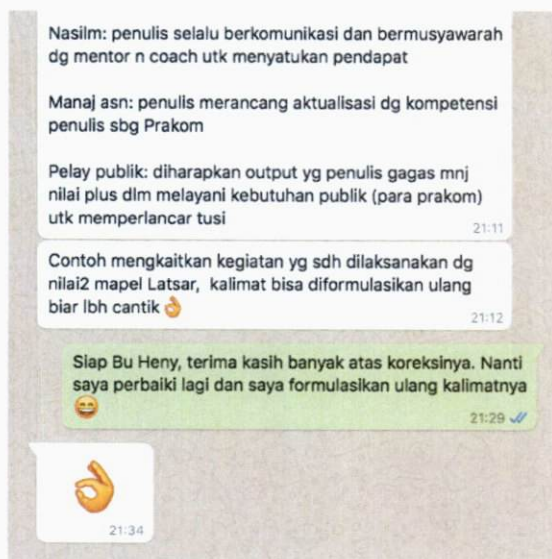 Nasilm: penulis selalu berkomunikasi dan bermusyawarah
dg mentor n coach utk menyatukan pendapat
Manaj asn: penulis merancang aktualisasi dg kompetensi
penulis sbg Prakom
Pelay publik: diharapkan output yg penulis gagas mnj
nilai plus dlm melayani kebutuhan publik (para prakom)
utk memperlancar tusi
21:11
Contoh mengkaitkan kegiatan yg sdh dilaksanakan dg
nilai2 mapel Latsar, kalimat bisa diformulasikan ulang
biar lbh cantik 👌
21:12
Siap Bu Heny, terima kasih banyak atas koreksinya. Nanti
saya perbaiki lagi dan saya formulasikan ulang kalimatnya
😄
21:29
👌
21:34